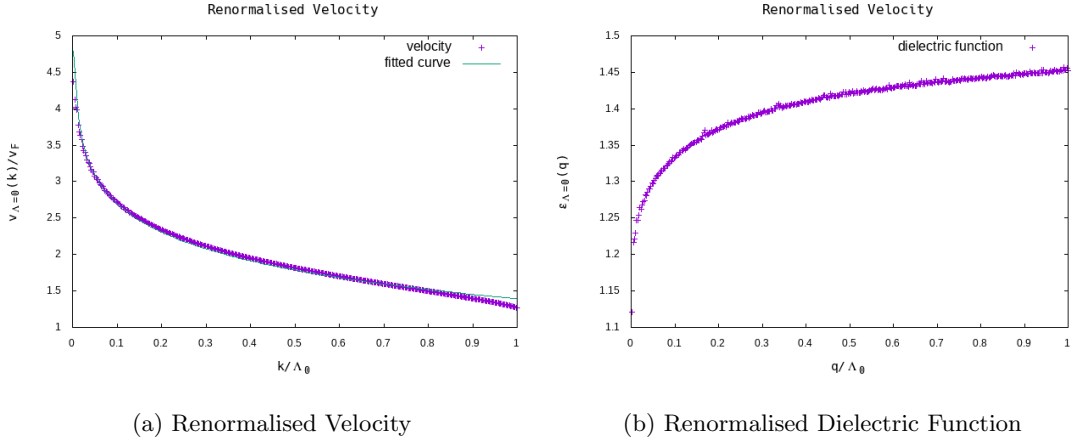 Renormalised Velocity
velocity
fitted curve
5
4.5
4
3.5
3
2.5
2
1.5
1
v_Λ=0(k)/v_F
0 0.1 0.2 0.3 0.4 0.5 0.6 0.7 0.8 0.9 1
k/Λ_0
(a) Renormalised Velocity
Renormalised Velocity
dielectric function
1.5
1.45
1.4
1.35
1.3
1.25
1.2
1.15
1.1
ε_Λ=0(q)
0 0.1 0.2 0.3 0.4 0.5 0.6 0.7 0.8 0.9 1
q/Λ_0
(b) Renormalised Dielectric Function